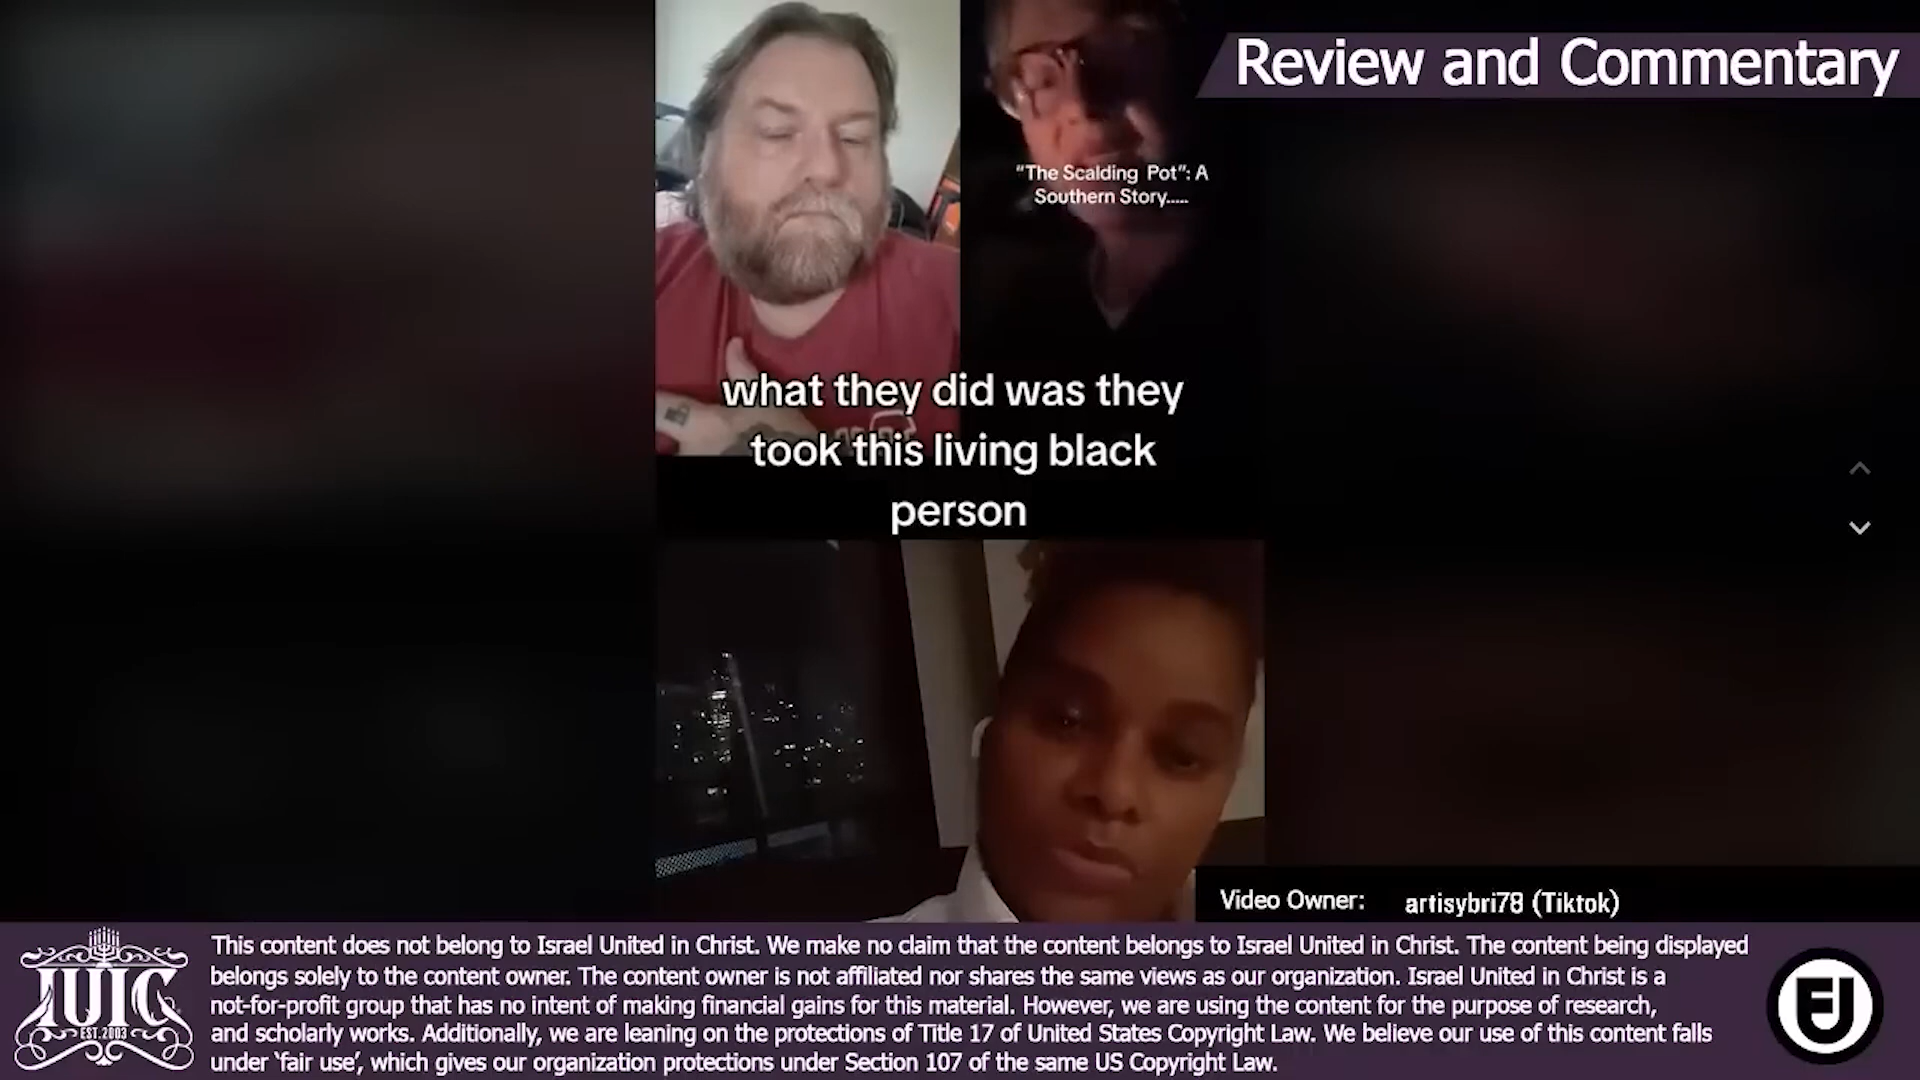 Review and Commentary
"The Scalding Pot": A
Southern Story.....
what they did was they
took this living black
person
Video Owner: artisybri78 (Tiktok)
IUIC
EST. 2003
This content does not belong to Israel United in Christ. We make no claim that the content belongs to Israel United in Christ. The content being displayed
belongs solely to the content owner. The content owner is not affiliated nor shares the same views as our organization. Israel United in Christ is a
not-for-profit group that has no intent of making financial gains for this material. However, we are using the content for the purpose of research,
and scholarly works. Additionally, we are leaning on the protections of Title 17 of United States Copyright Law. We believe our use of this content falls
under 'fair use', which gives our organization protections under Section 107 of the same US Copyright Law.